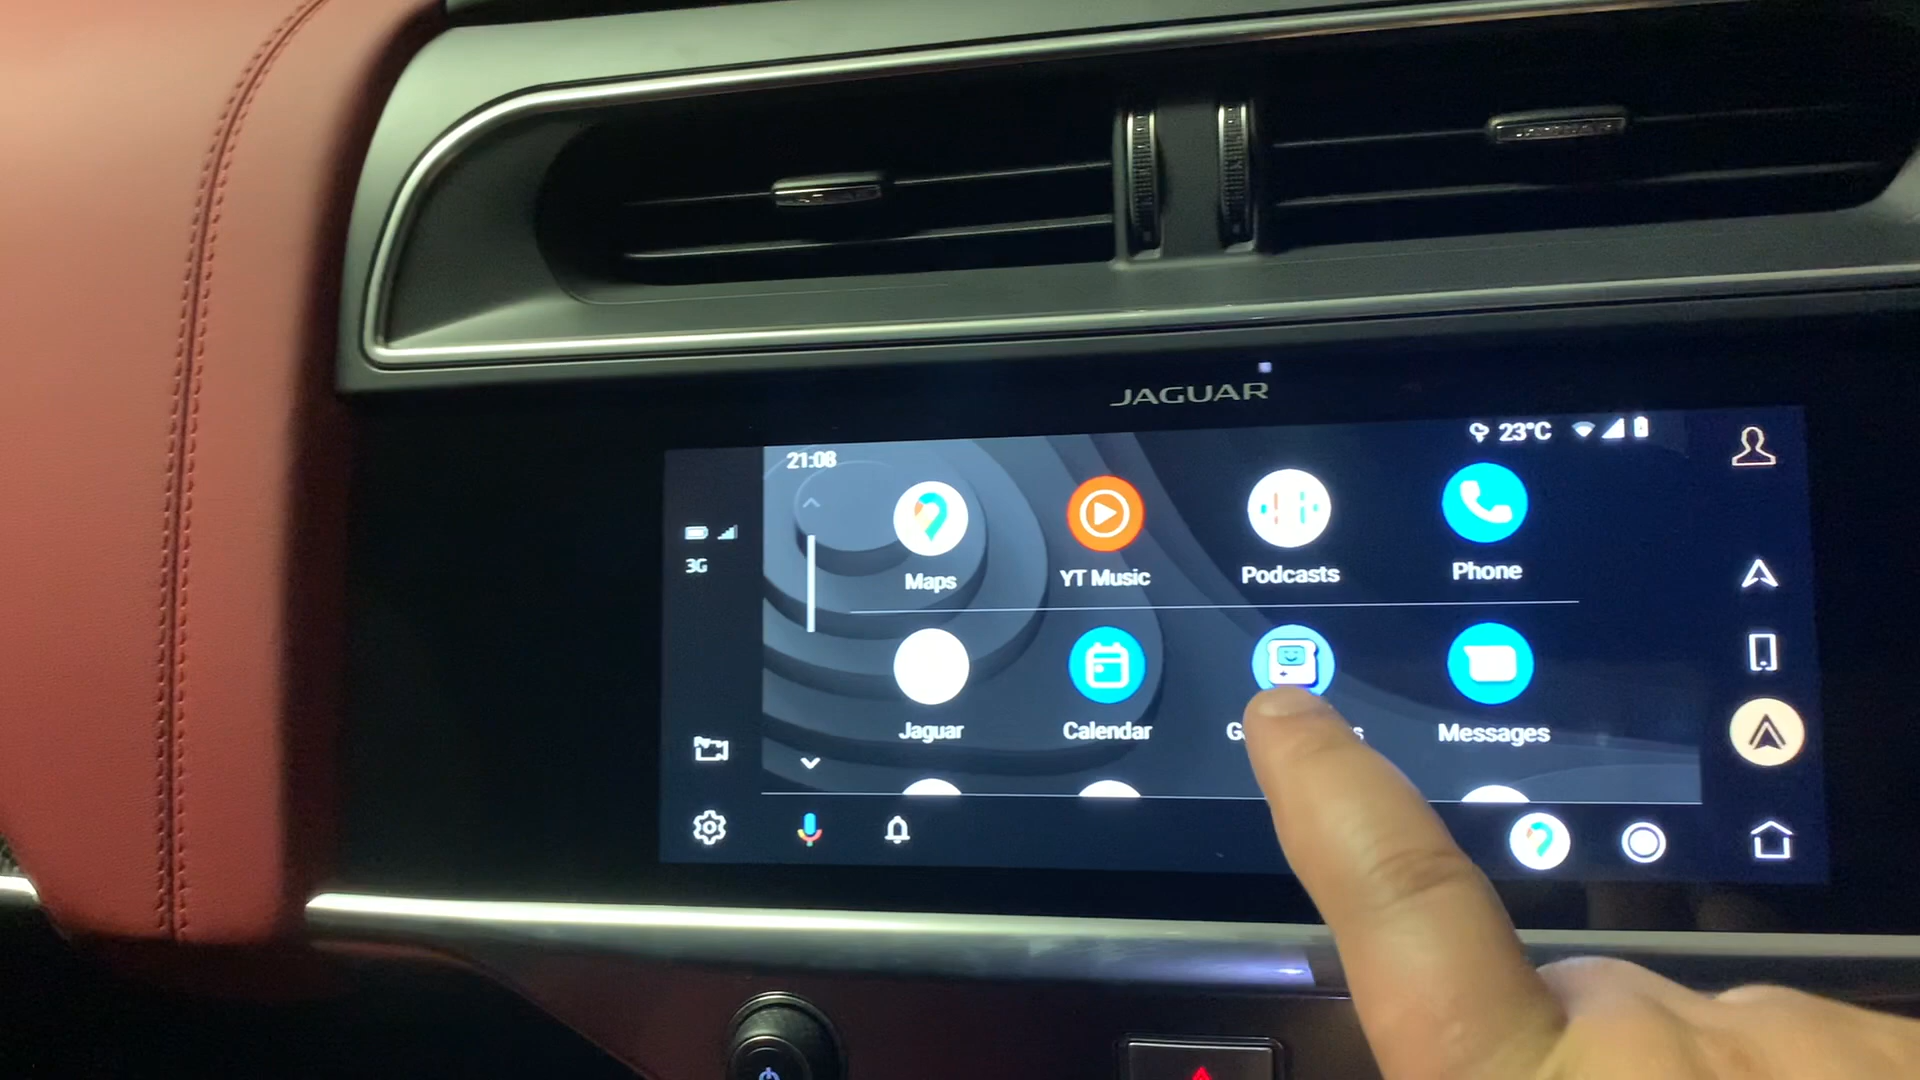 JAGUAR
21:08
23°C
3G
Maps
YT Music
Podcasts
Phone
Jaguar
Calendar
Messages